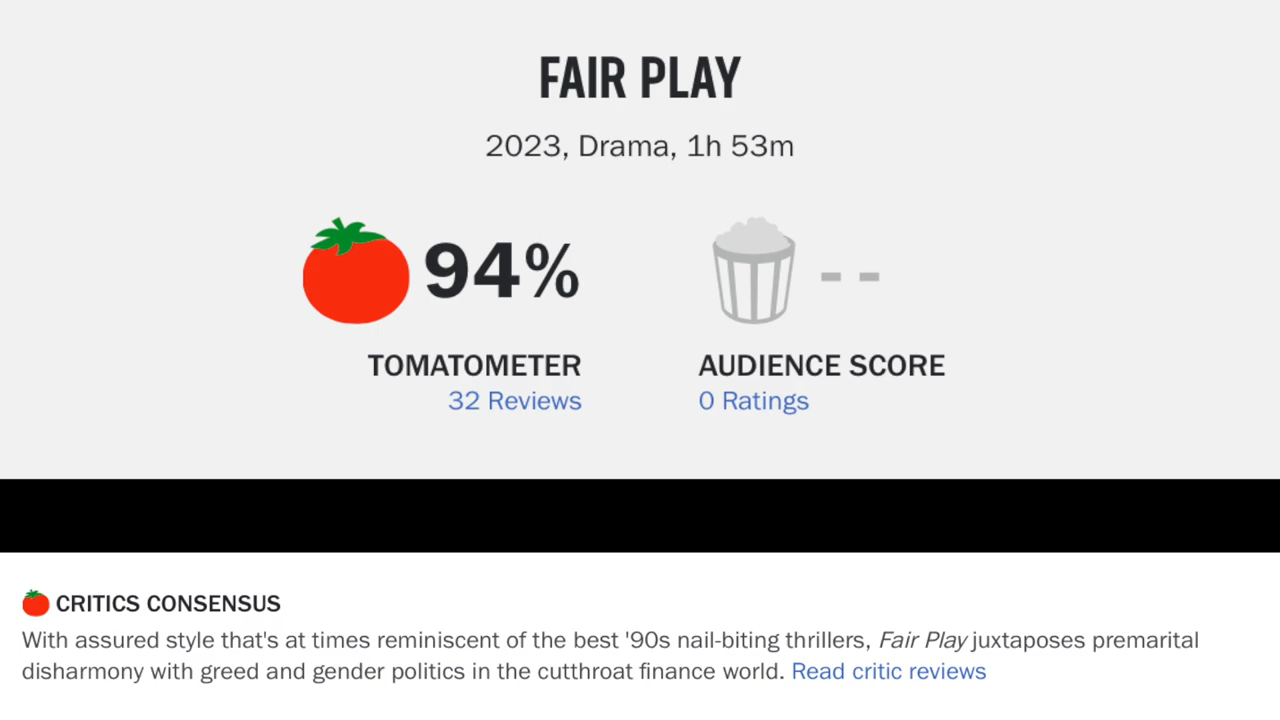 FAIR PLAY
2023, Drama, 1h 53m
94%
- -
TOMATOMETER
AUDIENCE SCORE
32 Reviews
0 Ratings
CRITICS CONSENSUS
With assured style that's at times reminiscent of the best '90s nail-biting thrillers, Fair Play juxtaposes premarital
disharmony with greed and gender politics in the cutthroat finance world. Read critic reviews